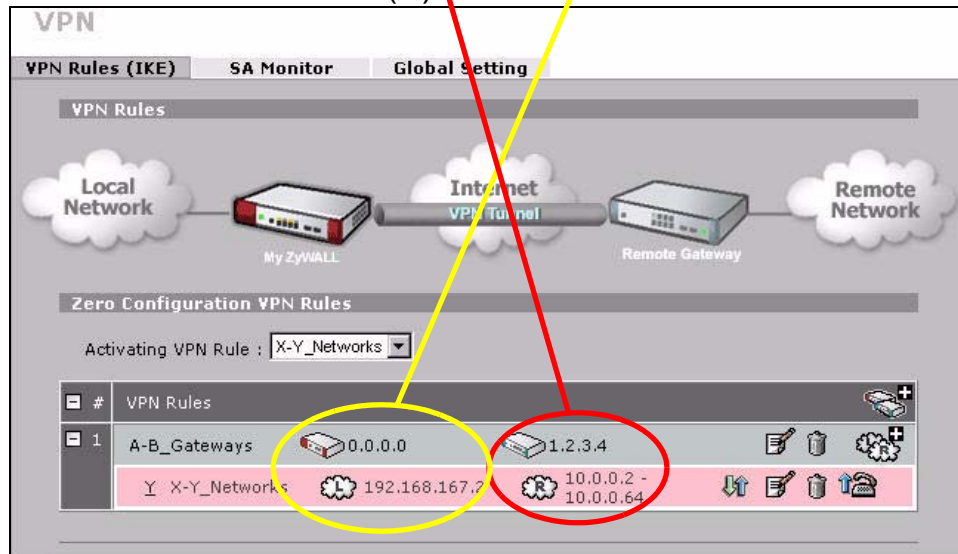 VPN
VPN Rules (IKE) SA Monitor Global Setting
VPN Rules
Local Network
Internet
VPN Tunnel
Remote Network
My ZyWALL
Remote Gateway
Zero Configuration VPN Rules
Activating VPN Rule : X-Y_Networks
# VPN Rules
1 A-B_Gateways 0.0.0.0 1.2.3.4 R
Y X-Y_Networks L 192.168.167.2 R 10.0.0.2 - 10.0.0.64